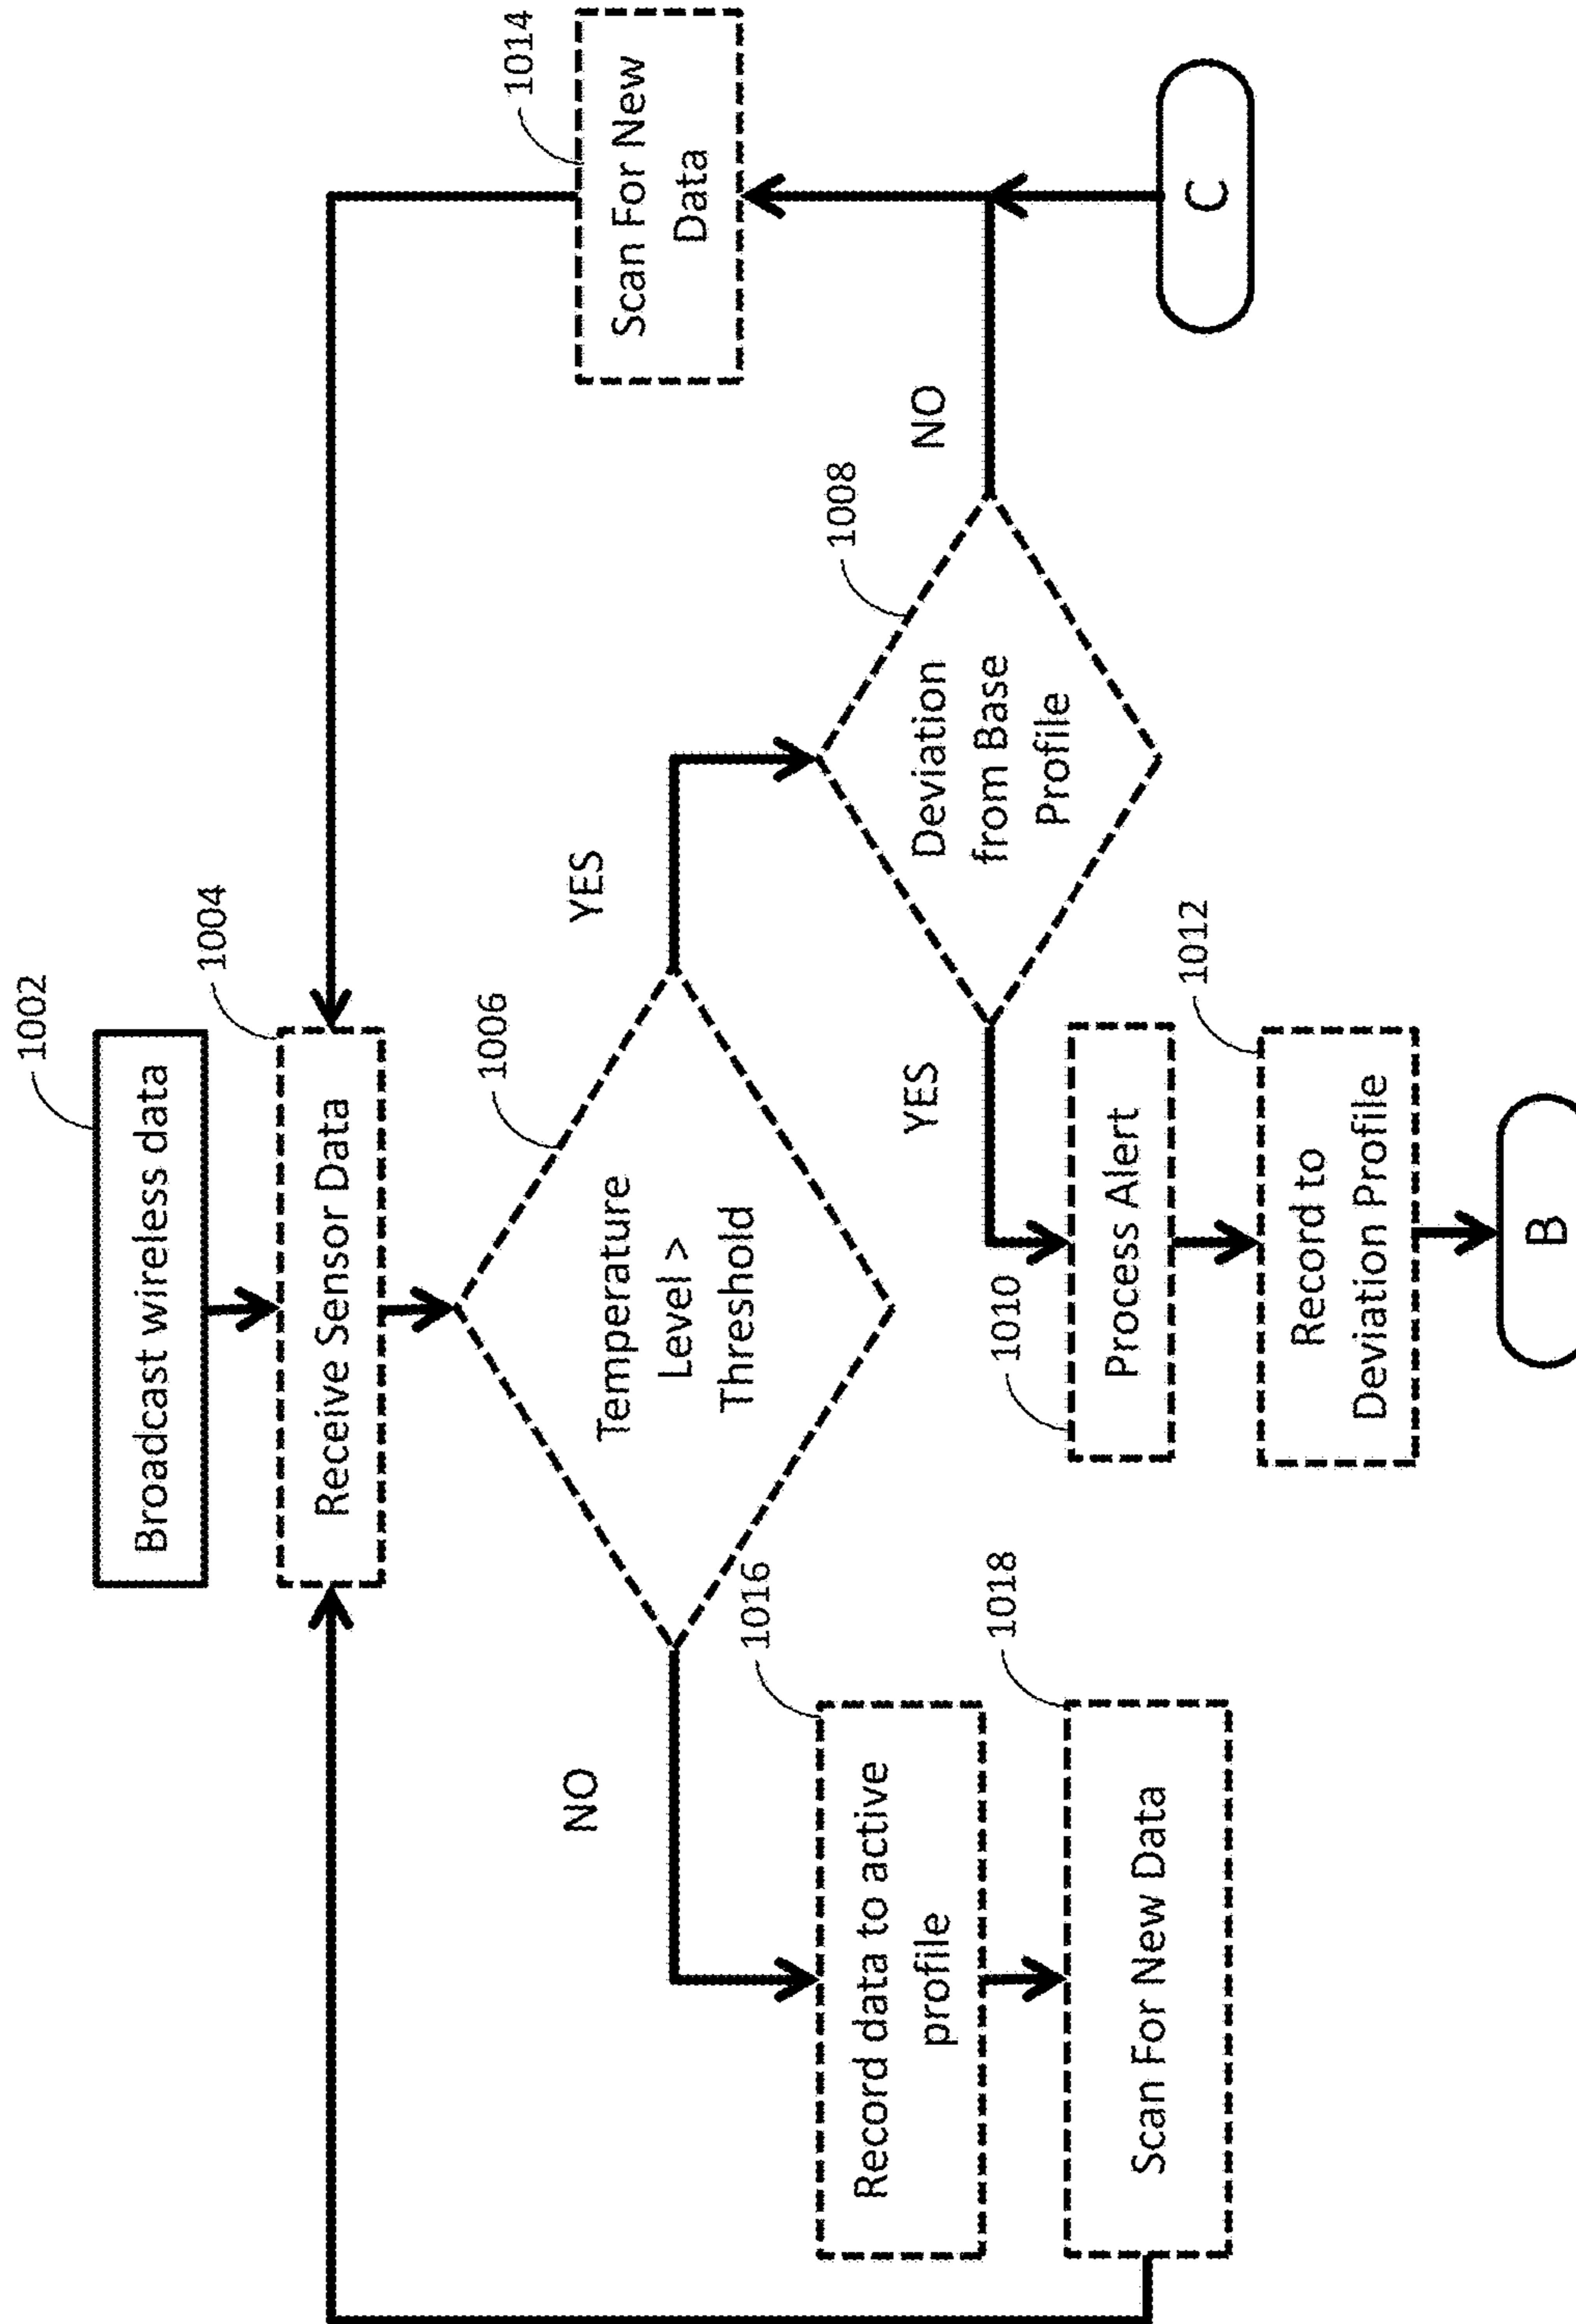 1002
Broadcast wireless data
1004
Receive Sensor Data
1006
Temperature
Level >
Threshold
NO
YES
1016
Record data to active
profile
1018
Scan For New Data
1008
Deviation
from Base
Profile
YES
NO
1010
Process Alert
1012
Record to
Deviation Profile
B
1014
Scan For New
Data
C